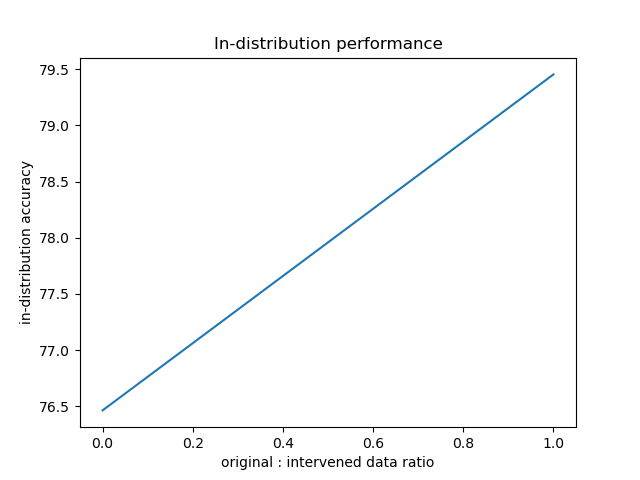 In-distribution performance
79.5
79.0
78.5
78.0
77.5
77.0
76.5
in-distribution accuracy
0.0 0.2 0.4 0.6 0.8 1.0
original : intervened data ratio